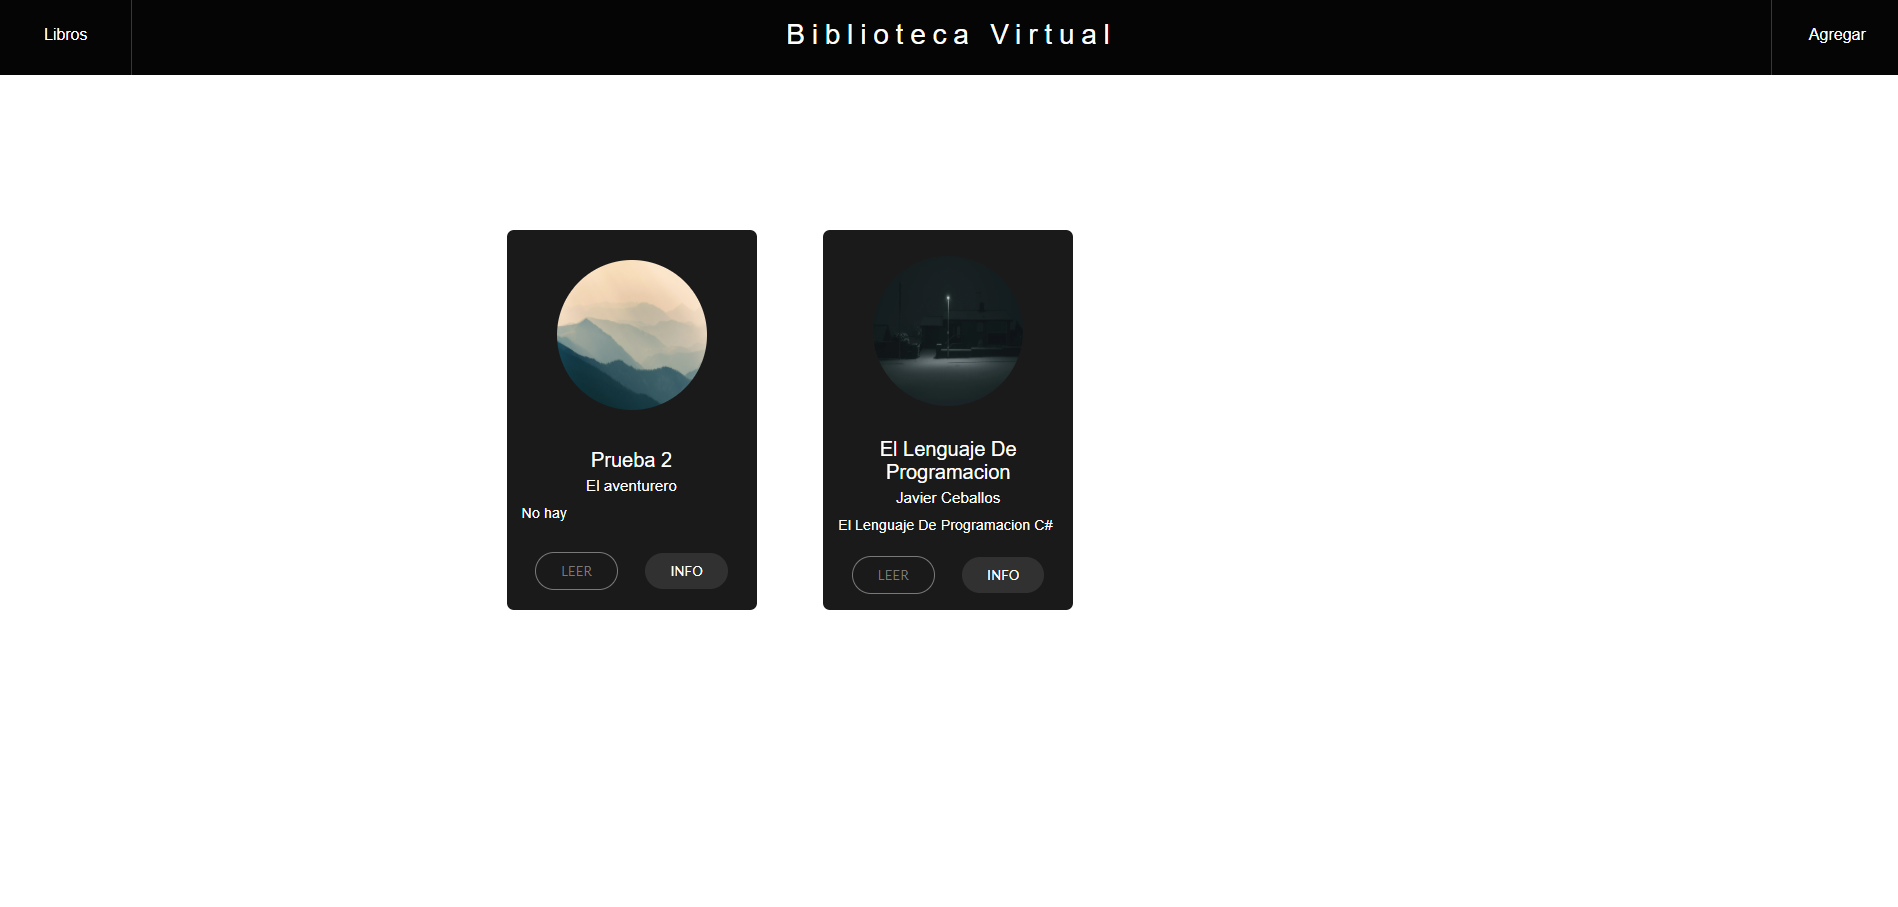 Libros
Biblioteca Virtual
Agregar
Prueba 2
El aventurero
No hay
LEER
INFO
El Lenguaje De
Programacion
Javier Ceballos
El Lenguaje De Programacion C#
LEER
INFO